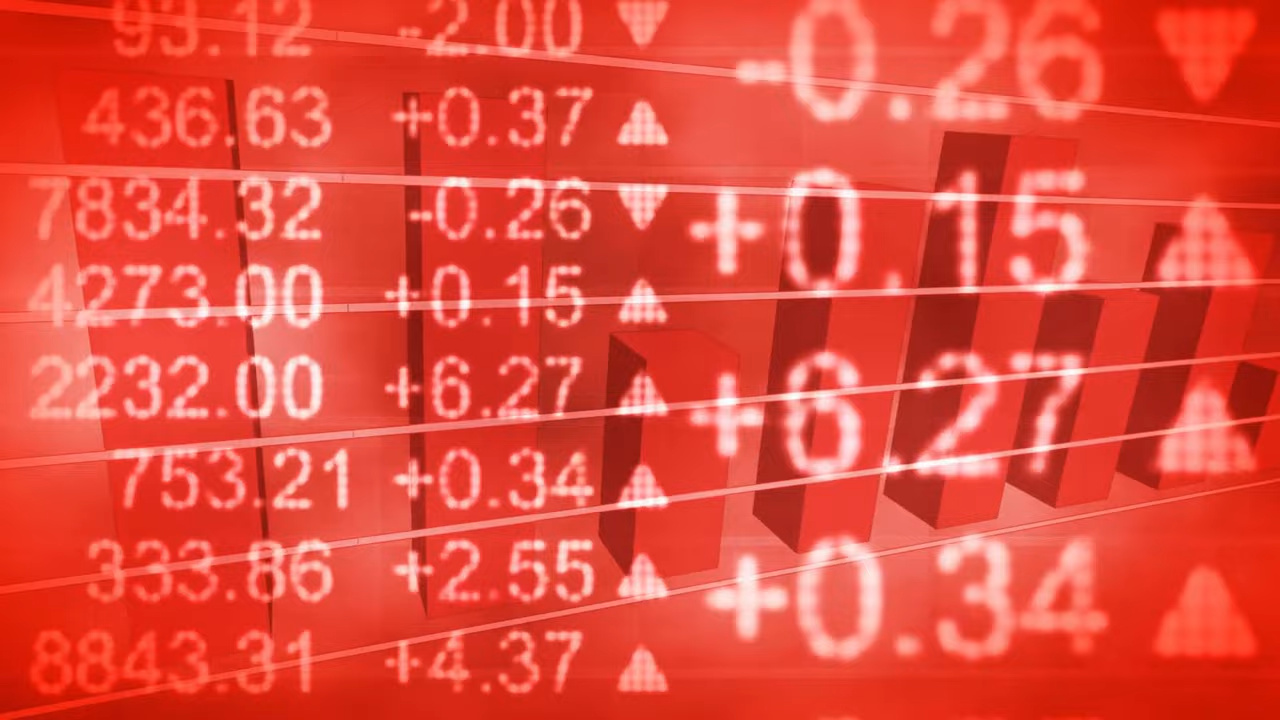 93.12 -2.00 ▼
436.63 +0.37 ▲
7834.32 -0.26 ▼
4273.00 +0.15 ▲
2232.00 +6.27 ▲
753.21 +0.34 ▲
333.86 +2.55 ▲
8843.31 +4.37 ▲
-0.26 ▼
+0.15 ▲
+6.27 ▲
+0.34 ▲